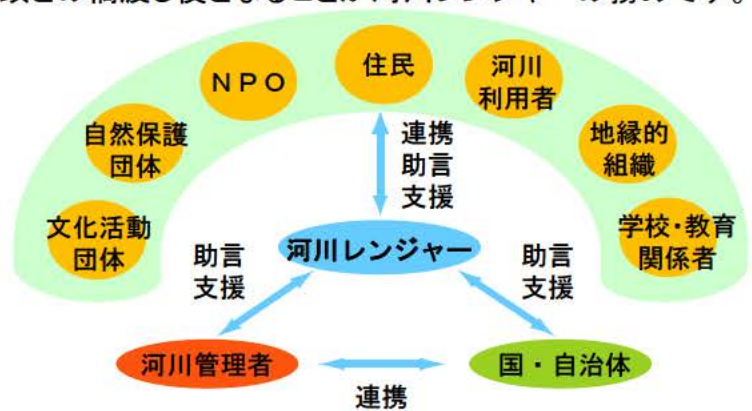 住民
NPO
河川
利用者
自然保護
団体
地縁的
組織
文化活動
団体
学校・教育
関係者
連携
助言
支援
河川レンジャー
助言
支援
助言
支援
河川管理者
国・自治体
連携